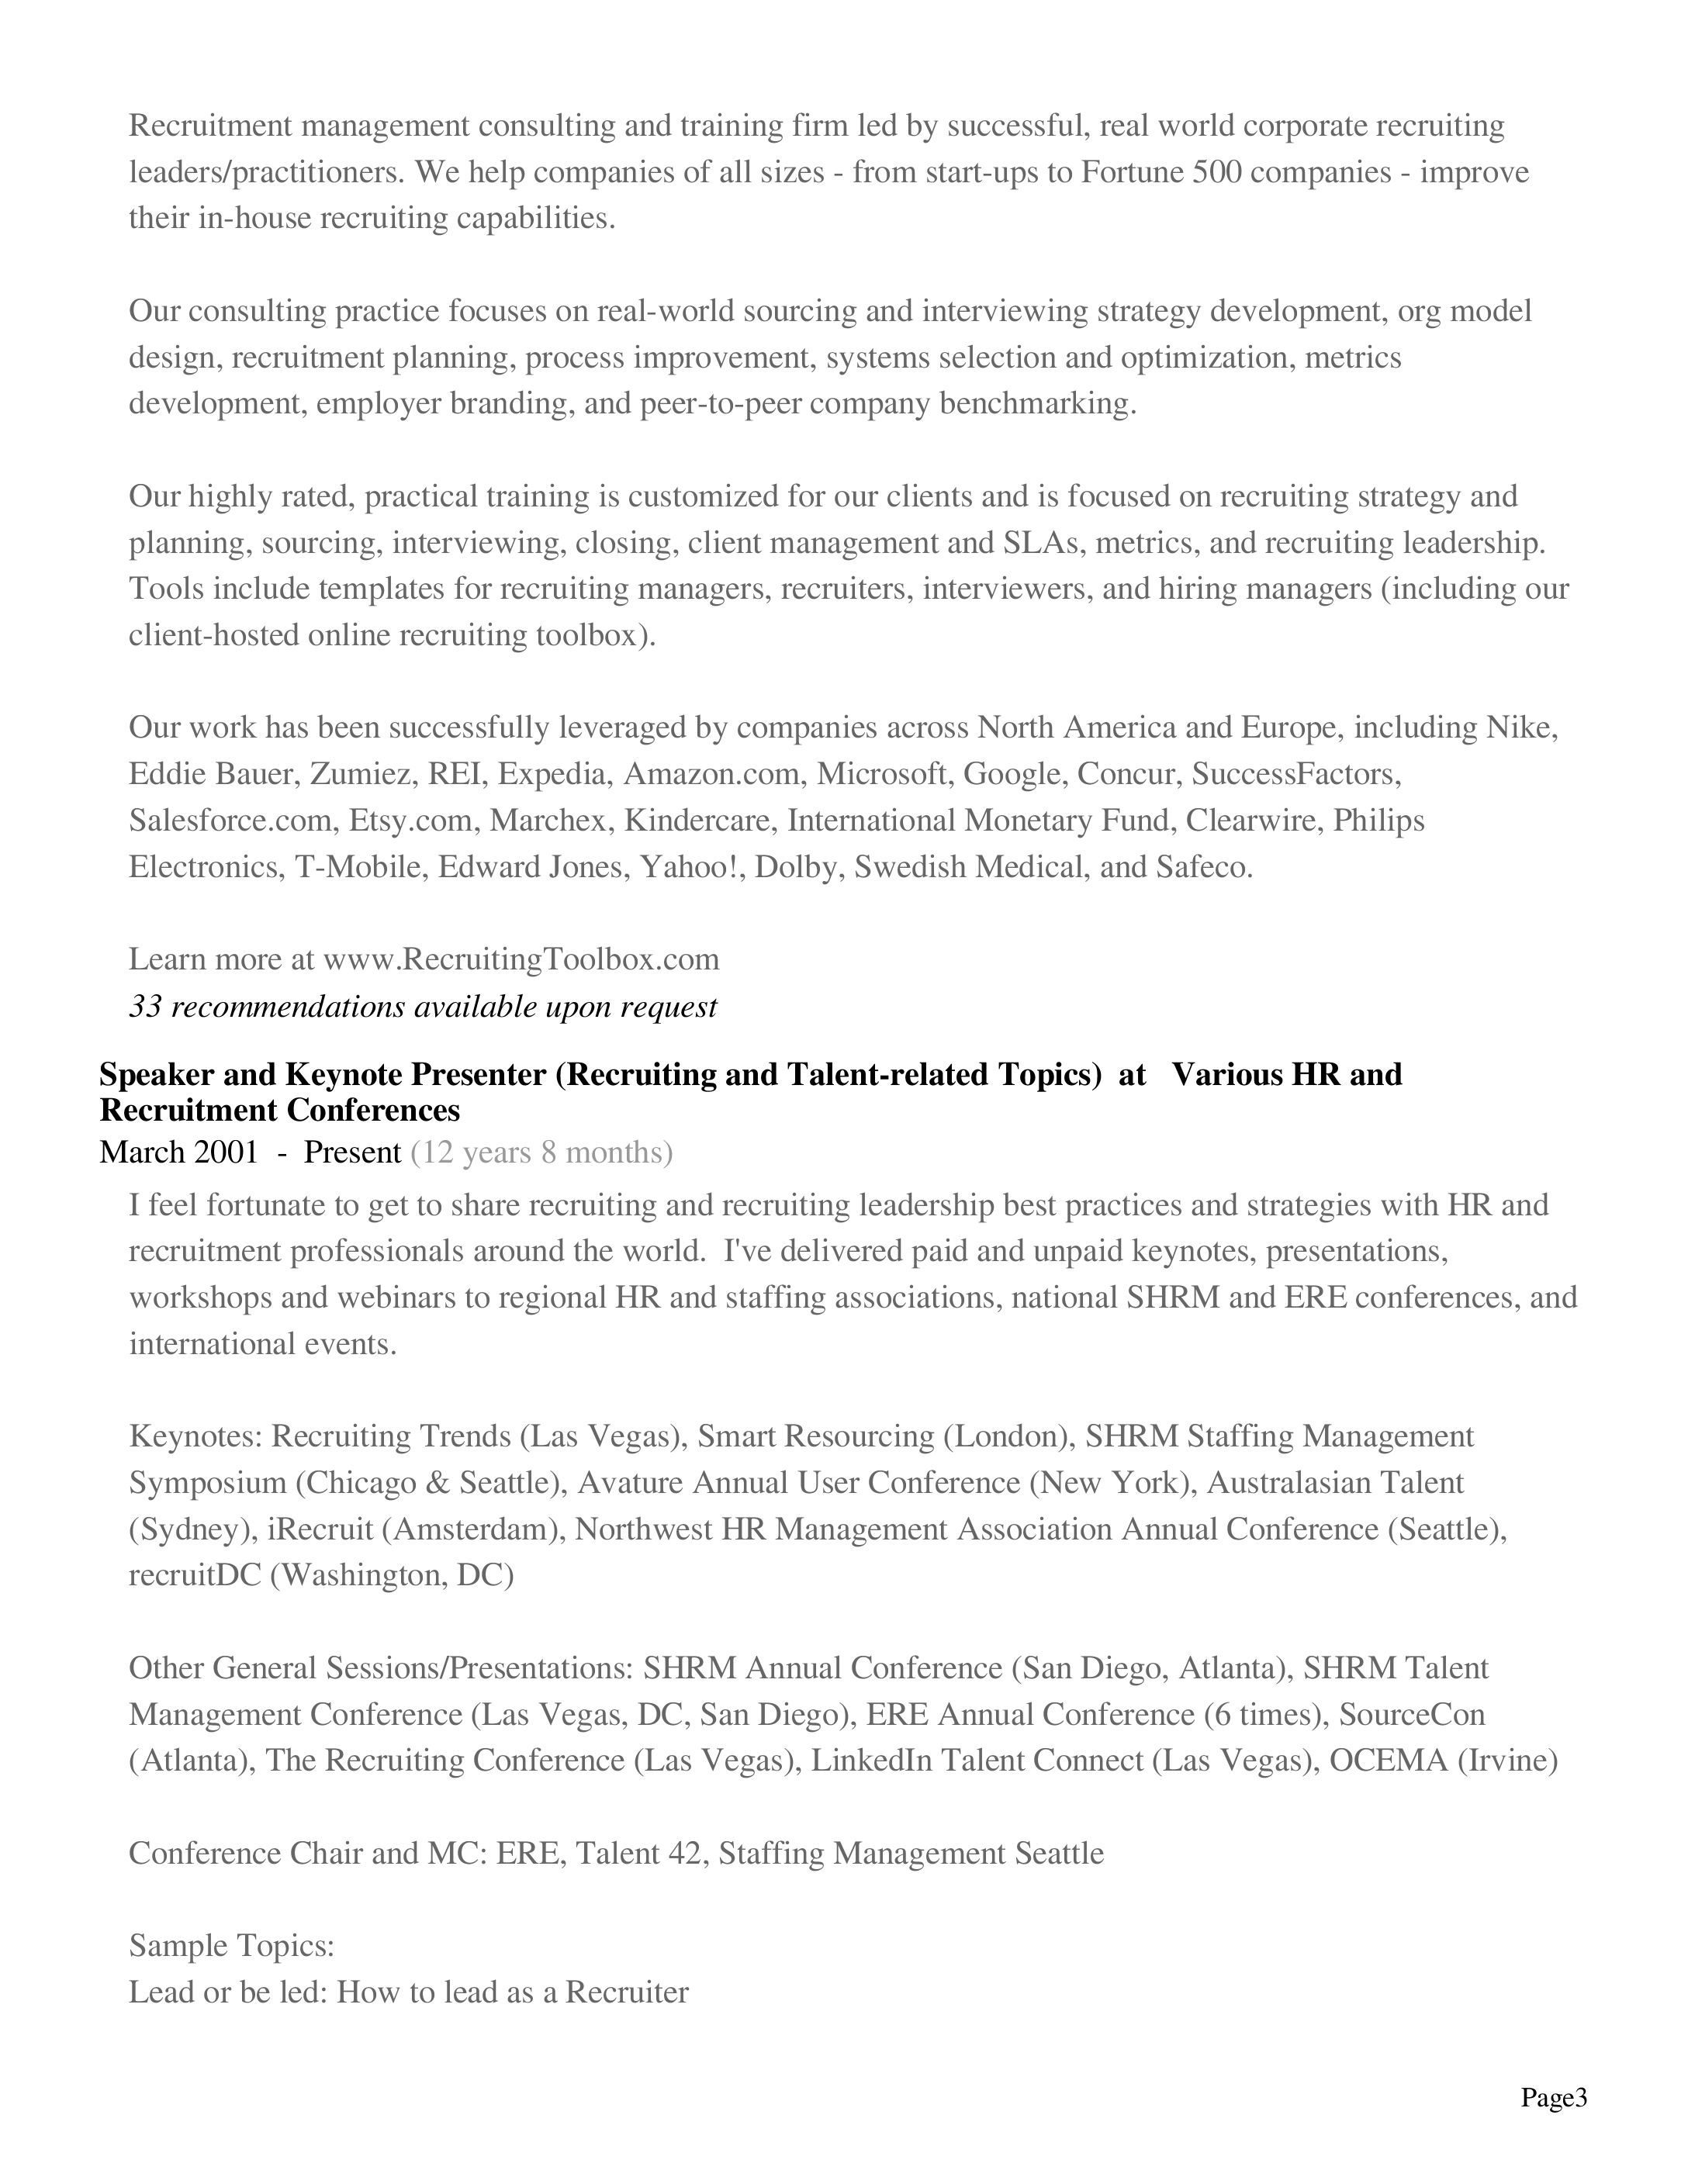 Recruitment management consulting and training firm led by successful, real world corporate recruiting
leaders/practitioners. We help companies of all sizes - from start-ups to Fortune 500 companies - improve
their in-house recruiting capabilities.
Our consulting practice focuses on real-world sourcing and interviewing strategy development, org model
design, recruitment planning, process improvement, systems selection and optimization, metrics
development, employer branding, and peer-to-peer company benchmarking.
Our highly rated, practical training is customized for our clients and is focused on recruiting strategy and
planning, sourcing, interviewing, closing, client management and SLAs, metrics, and recruiting leadership.
Tools include templates for recruiting managers, recruiters, interviewers, and hiring managers (including our
client-hosted online recruiting toolbox).
Our work has been successfully leveraged by companies across North America and Europe, including Nike,
Eddie Bauer, Zumiez, REI, Expedia, Amazon.com, Microsoft, Google, Concur, SuccessFactors,
Salesforce.com, Etsy.com, Marchex, Kindercare, International Monetary Fund, Clearwire, Philips
Electronics, T-Mobile, Edward Jones, Yahoo!, Dolby, Swedish Medical, and Safeco.
Learn more at www.RecruitingToolbox.com
33 recommendations available upon request
Speaker and Keynote Presenter (Recruiting and Talent-related Topics)  at   Various HR and
Recruitment Conferences
March 2001  -  Present (12 years 8 months)
I feel fortunate to get to share recruiting and recruiting leadership best practices and strategies with HR and
recruitment professionals around the world.  I've delivered paid and unpaid keynotes, presentations,
workshops and webinars to regional HR and staffing associations, national SHRM and ERE conferences, and
international events.
Keynotes: Recruiting Trends (Las Vegas), Smart Resourcing (London), SHRM Staffing Management
Symposium (Chicago & Seattle), Avature Annual User Conference (New York), Australasian Talent
(Sydney), iRecruit (Amsterdam), Northwest HR Management Association Annual Conference (Seattle),
recruitDC (Washington, DC)
Other General Sessions/Presentations: SHRM Annual Conference (San Diego, Atlanta), SHRM Talent
Management Conference (Las Vegas, DC, San Diego), ERE Annual Conference (6 times), SourceCon
(Atlanta), The Recruiting Conference (Las Vegas), LinkedIn Talent Connect (Las Vegas), OCEMA (Irvine)
Conference Chair and MC: ERE, Talent 42, Staffing Management Seattle
Sample Topics:
Lead or be led: How to lead as a Recruiter
Page3